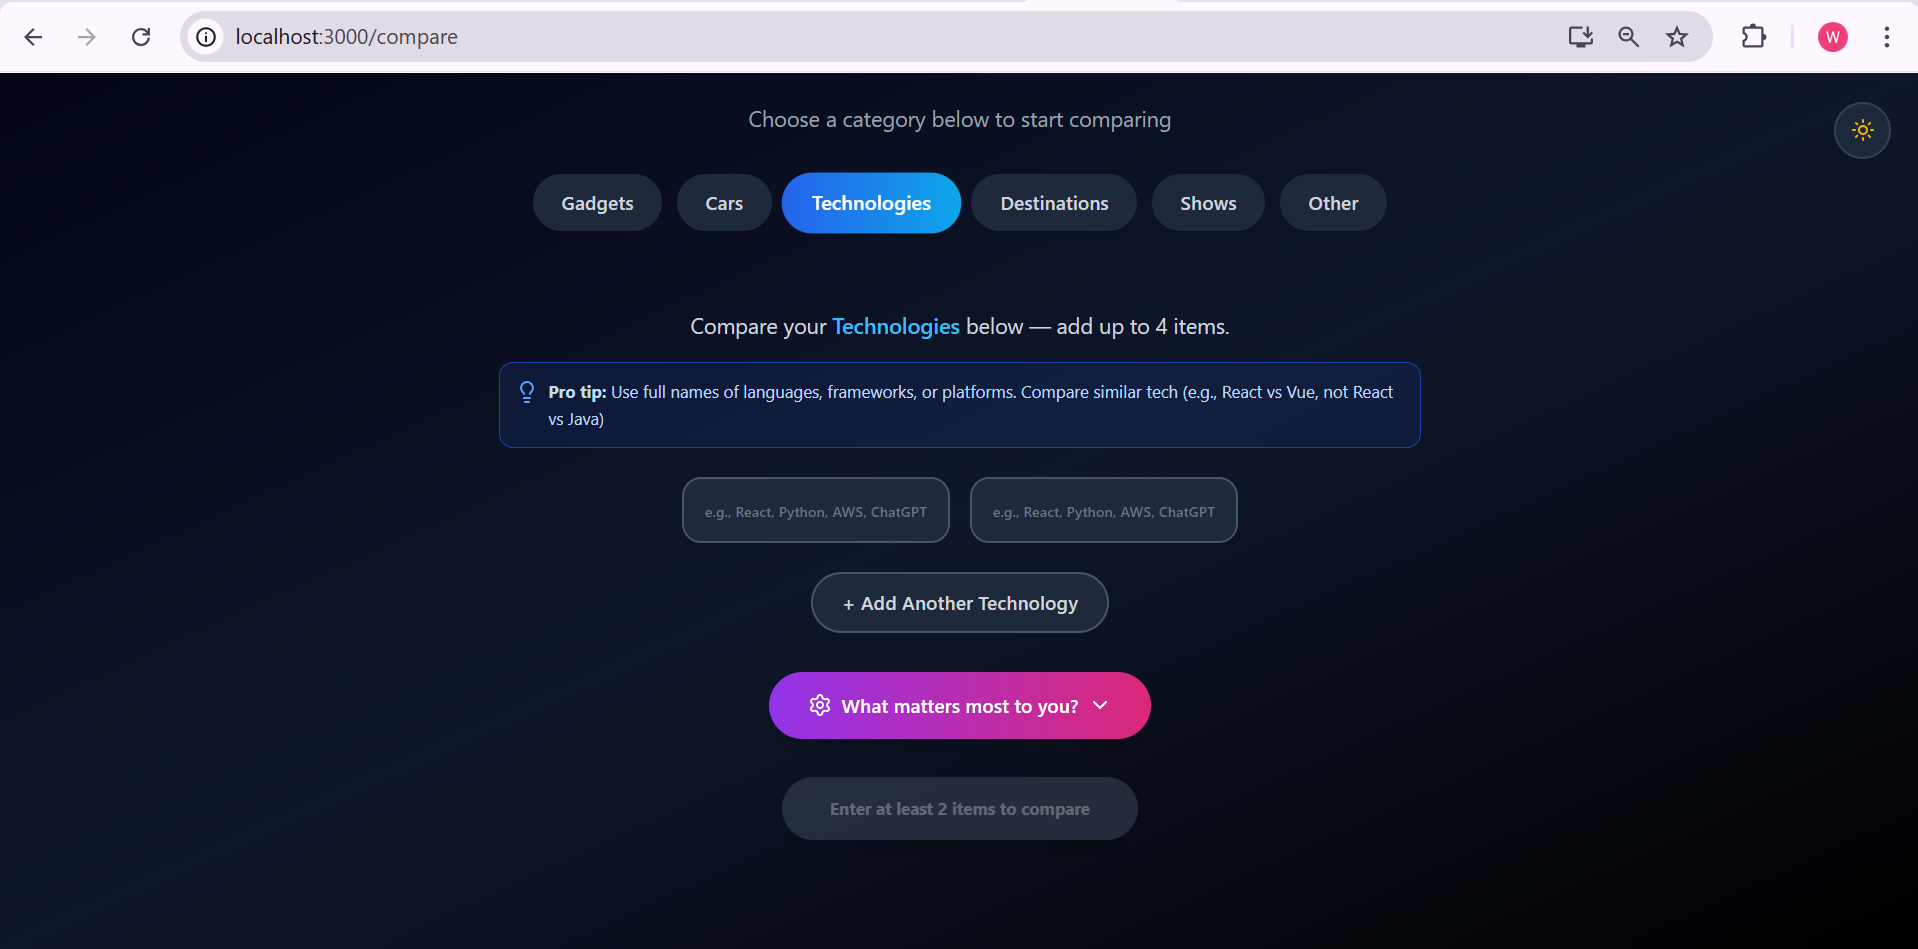 localhost:3000/compare
W
Choose a category below to start comparing
Gadgets
Cars
Technologies
Destinations
Shows
Other
Compare your Technologies below — add up to 4 items.
Pro tip: Use full names of languages, frameworks, or platforms. Compare similar tech (e.g., React vs Vue, not React
vs Java)
e.g., React, Python, AWS, ChatGPT
e.g., React, Python, AWS, ChatGPT
+ Add Another Technology
What matters most to you?
Enter at least 2 items to compare